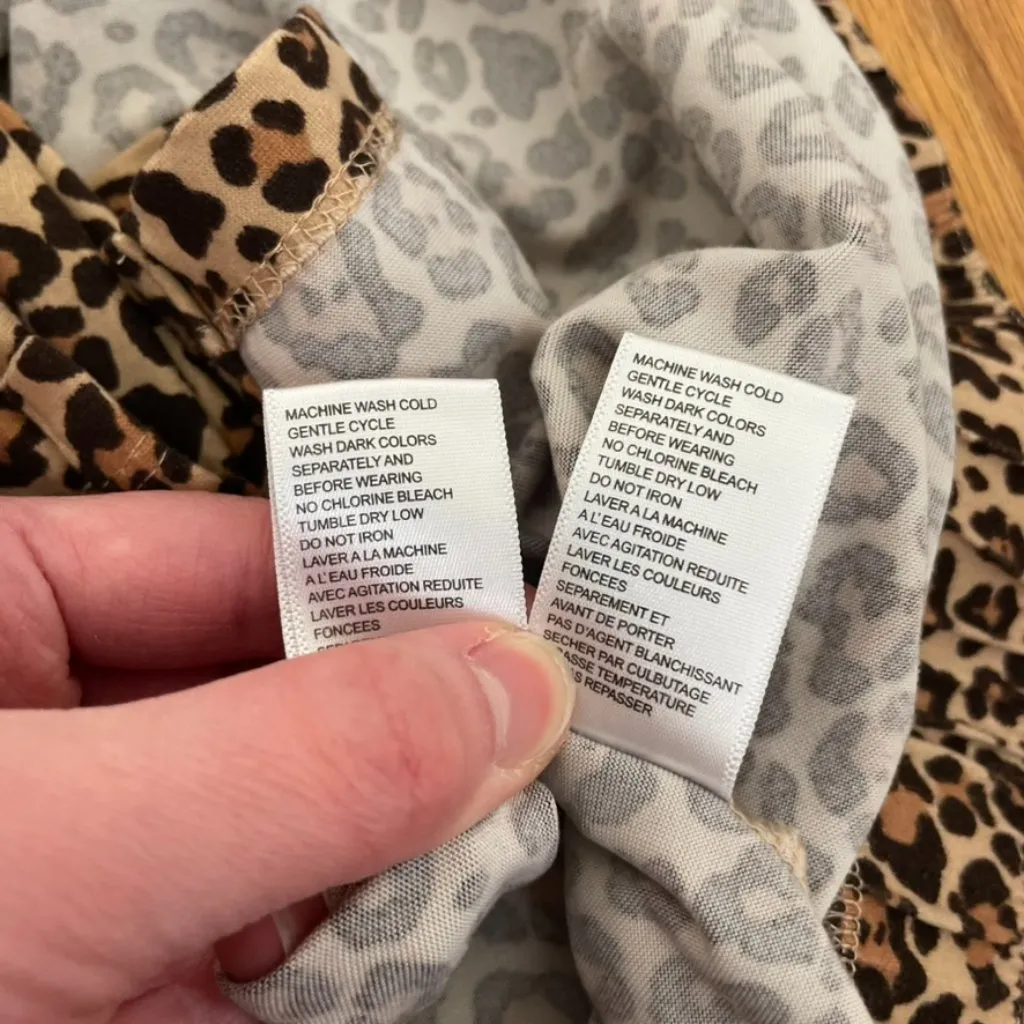 MACHINE WASH COLD
GENTLE CYCLE
WASH DARK COLORS
SEPARATELY AND
BEFORE WEARING
NO CHLORINE BLEACH
TUMBLE DRY LOW
DO NOT IRON
LAVER A LA MACHINE
A L'EAU FROIDE
AVEC AGITATION REDUITE
LAVER LES COULEURS
FONCEES
MACHINE WASH COLD
GENTLE CYCLE
WASH DARK COLORS
SEPARATELY AND
BEFORE WEARING
NO CHLORINE BLEACH
TUMBLE DRY LOW
DO NOT IRON
LAVER A LA MACHINE
A L'EAU FROIDE
AVEC AGITATION REDUITE
LAVER LES COULEURS
FONCEES
SEPAREMENT ET
AVANT DE PORTER
PAS D'AGENT BLANCHISSANT
SECHER PAR CULBUTAGE
TEMPERATURE
REPASSER